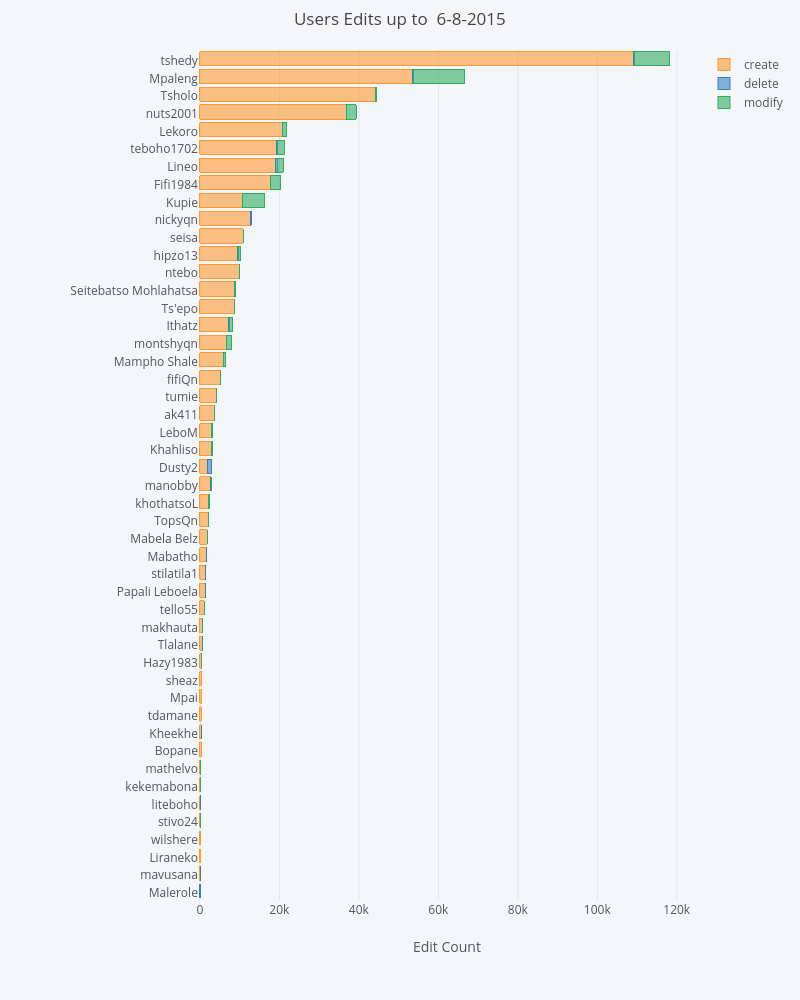 Users Edits up to  6-8-2015
create
delete
modify
tshedy
Mpaleng
Tsholo
nuts2001
Lekoro
teboho1702
Lineo
Fifi1984
Kupie
nickyqn
seisa
hipzo13
ntebo
Seitebatso Mohlahatsa
Ts'epo
Ithatz
montshyqn
Mampho Shale
fifiQn
tumie
ak411
LeboM
Khahliso
Dusty2
manobby
khothatsoL
TopsQn
Mabela Belz
Mabatho
stilatila1
Papali Leboela
tello55
makhauta
Tlalane
Hazy1983
sheaz
Mpai
tdamane
Kheekhe
Bopane
mathelvo
kekemabona
liteboho
stivo24
wilshere
Liraneko
mavusana
Malerole
0 20k 40k 60k 80k 100k 120k
Edit Count